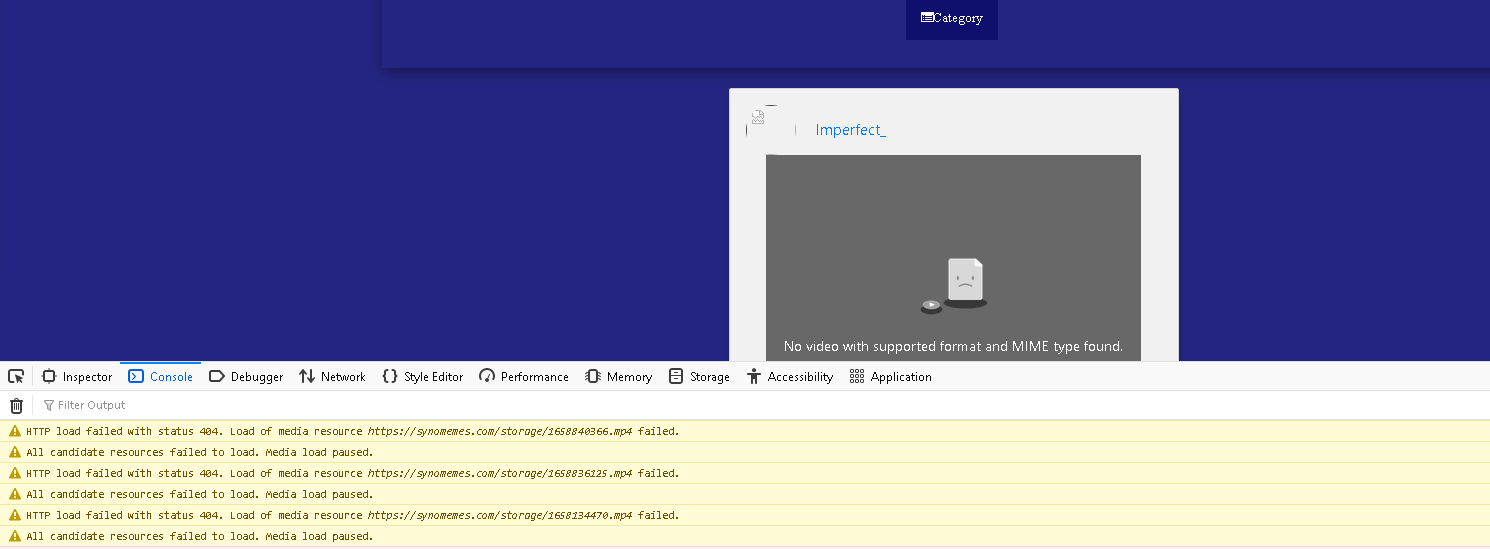 Category
Imperfect_
No video with supported format and MIME type found.
Inspector Console Debugger Network Style Editor Performance Memory Storage Accessibility Application
Filter Output
HTTP load failed with status 404. Load of media resource https://synomemes.com/storage/1658840366.mp4 failed.
All candidate resources failed to load. Media load paused.
HTTP load failed with status 404. Load of media resource https://synomemes.com/storage/1658836125.mp4 failed.
All candidate resources failed to load. Media load paused.
HTTP load failed with status 404. Load of media resource https://synomemes.com/storage/1658134470.mp4 failed.
All candidate resources failed to load. Media load paused.